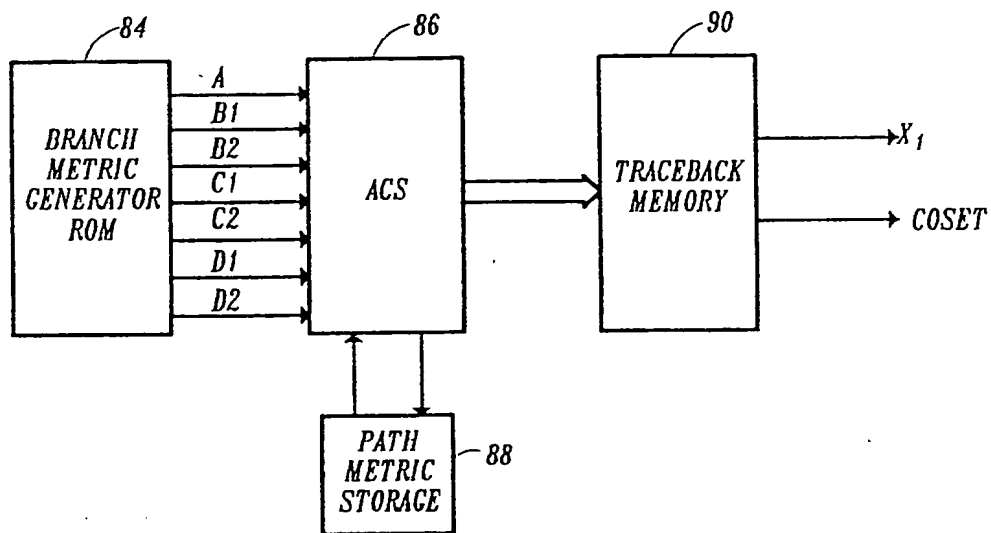 84
86
90
BRANCH
METRIC
GENERATOR
ROM
A
B1
B2
C1
C2
D1
D2
ACS
TRACEBACK
MEMORY
X1
COSET
PATH
METRIC
STORAGE
88